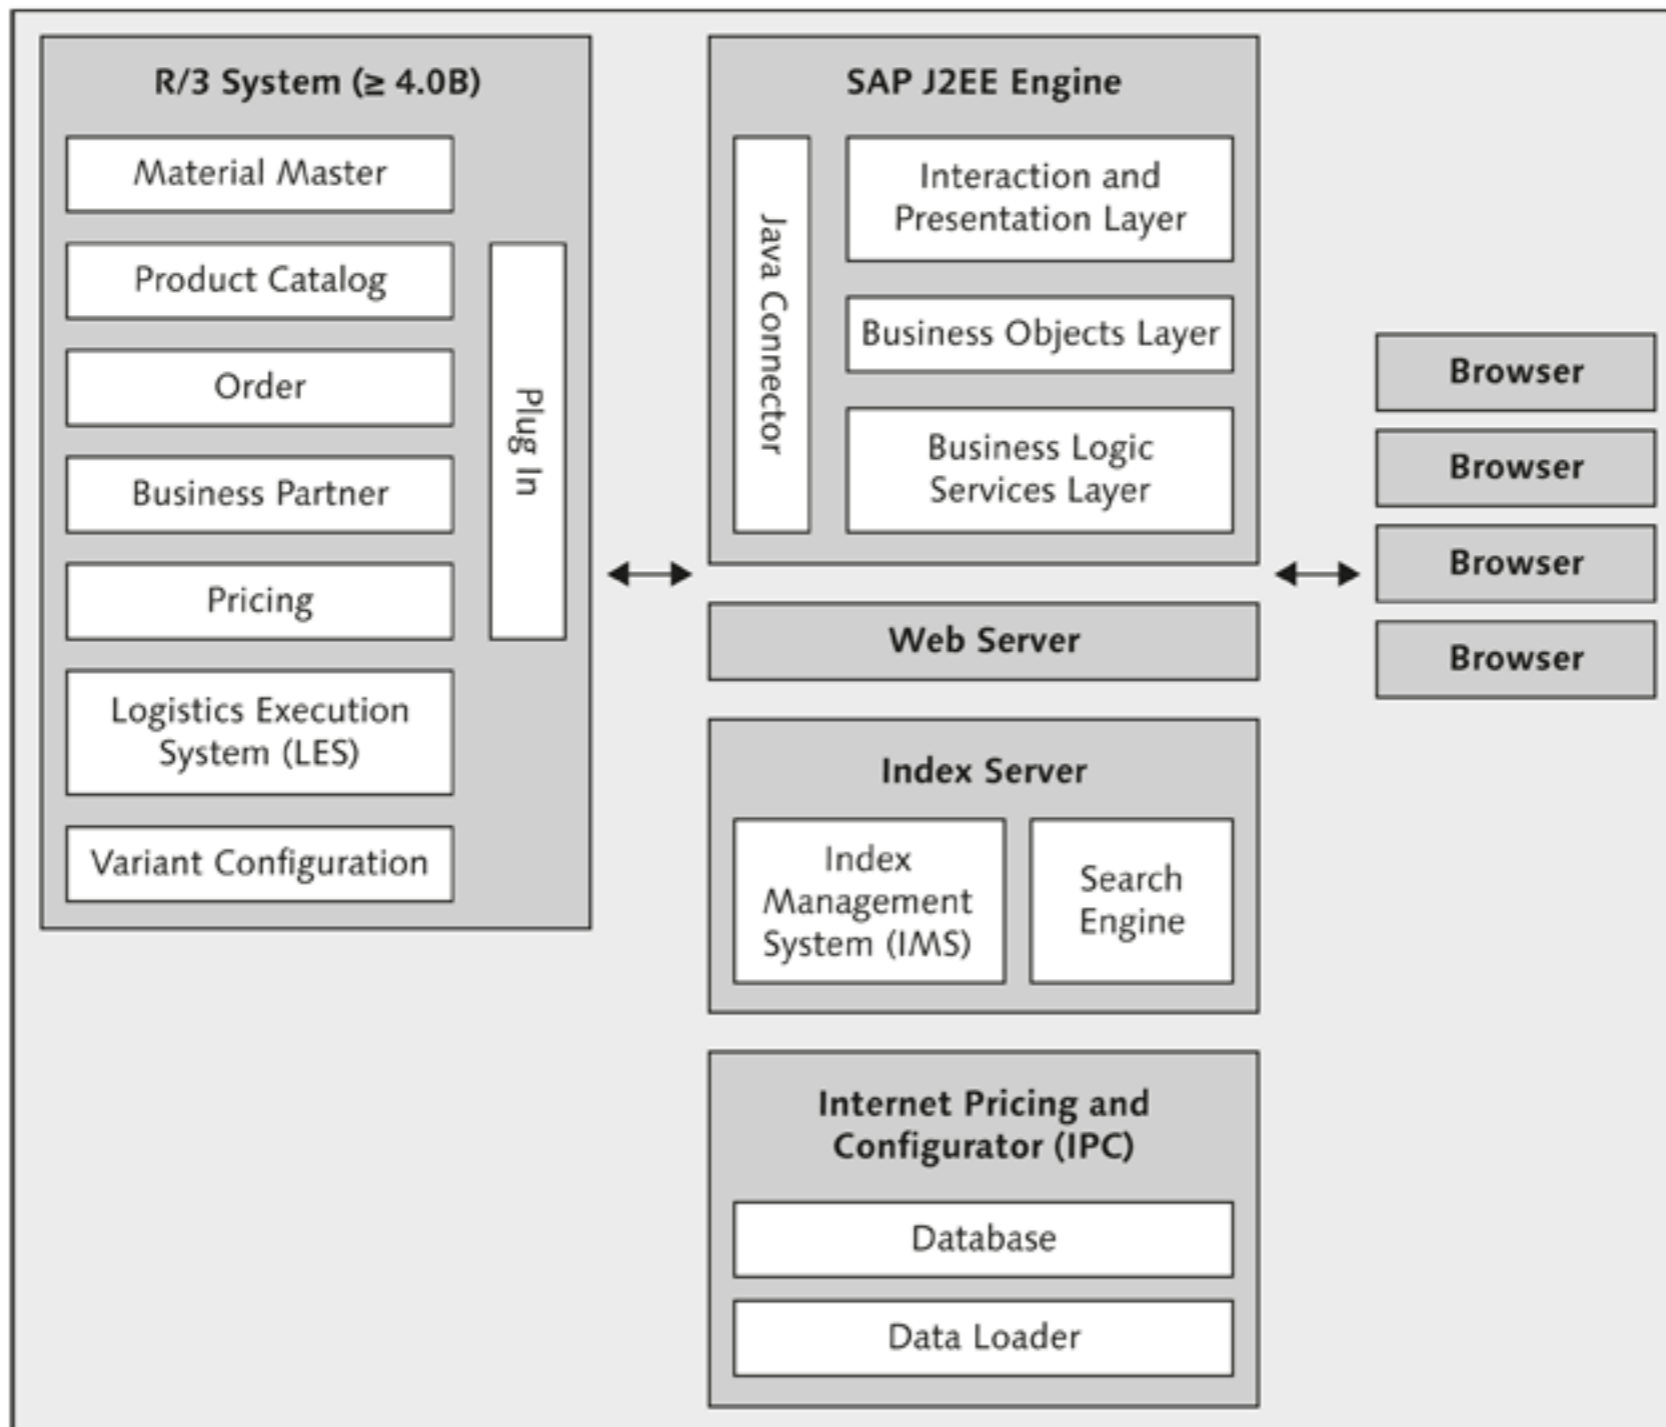 R/3 System (≥ 4.0B)
Material Master
Product Catalog
Order
Business Partner
Pricing
Logistics Execution
System (LES)
Variant Configuration
Plug In
SAP J2EE Engine
Java Connector
Interaction and
Presentation Layer
Business Objects Layer
Business Logic
Services Layer
Web Server
Index Server
Index
Management
System (IMS)
Search
Engine
Internet Pricing and
Configurator (IPC)
Database
Data Loader
Browser
Browser
Browser
Browser